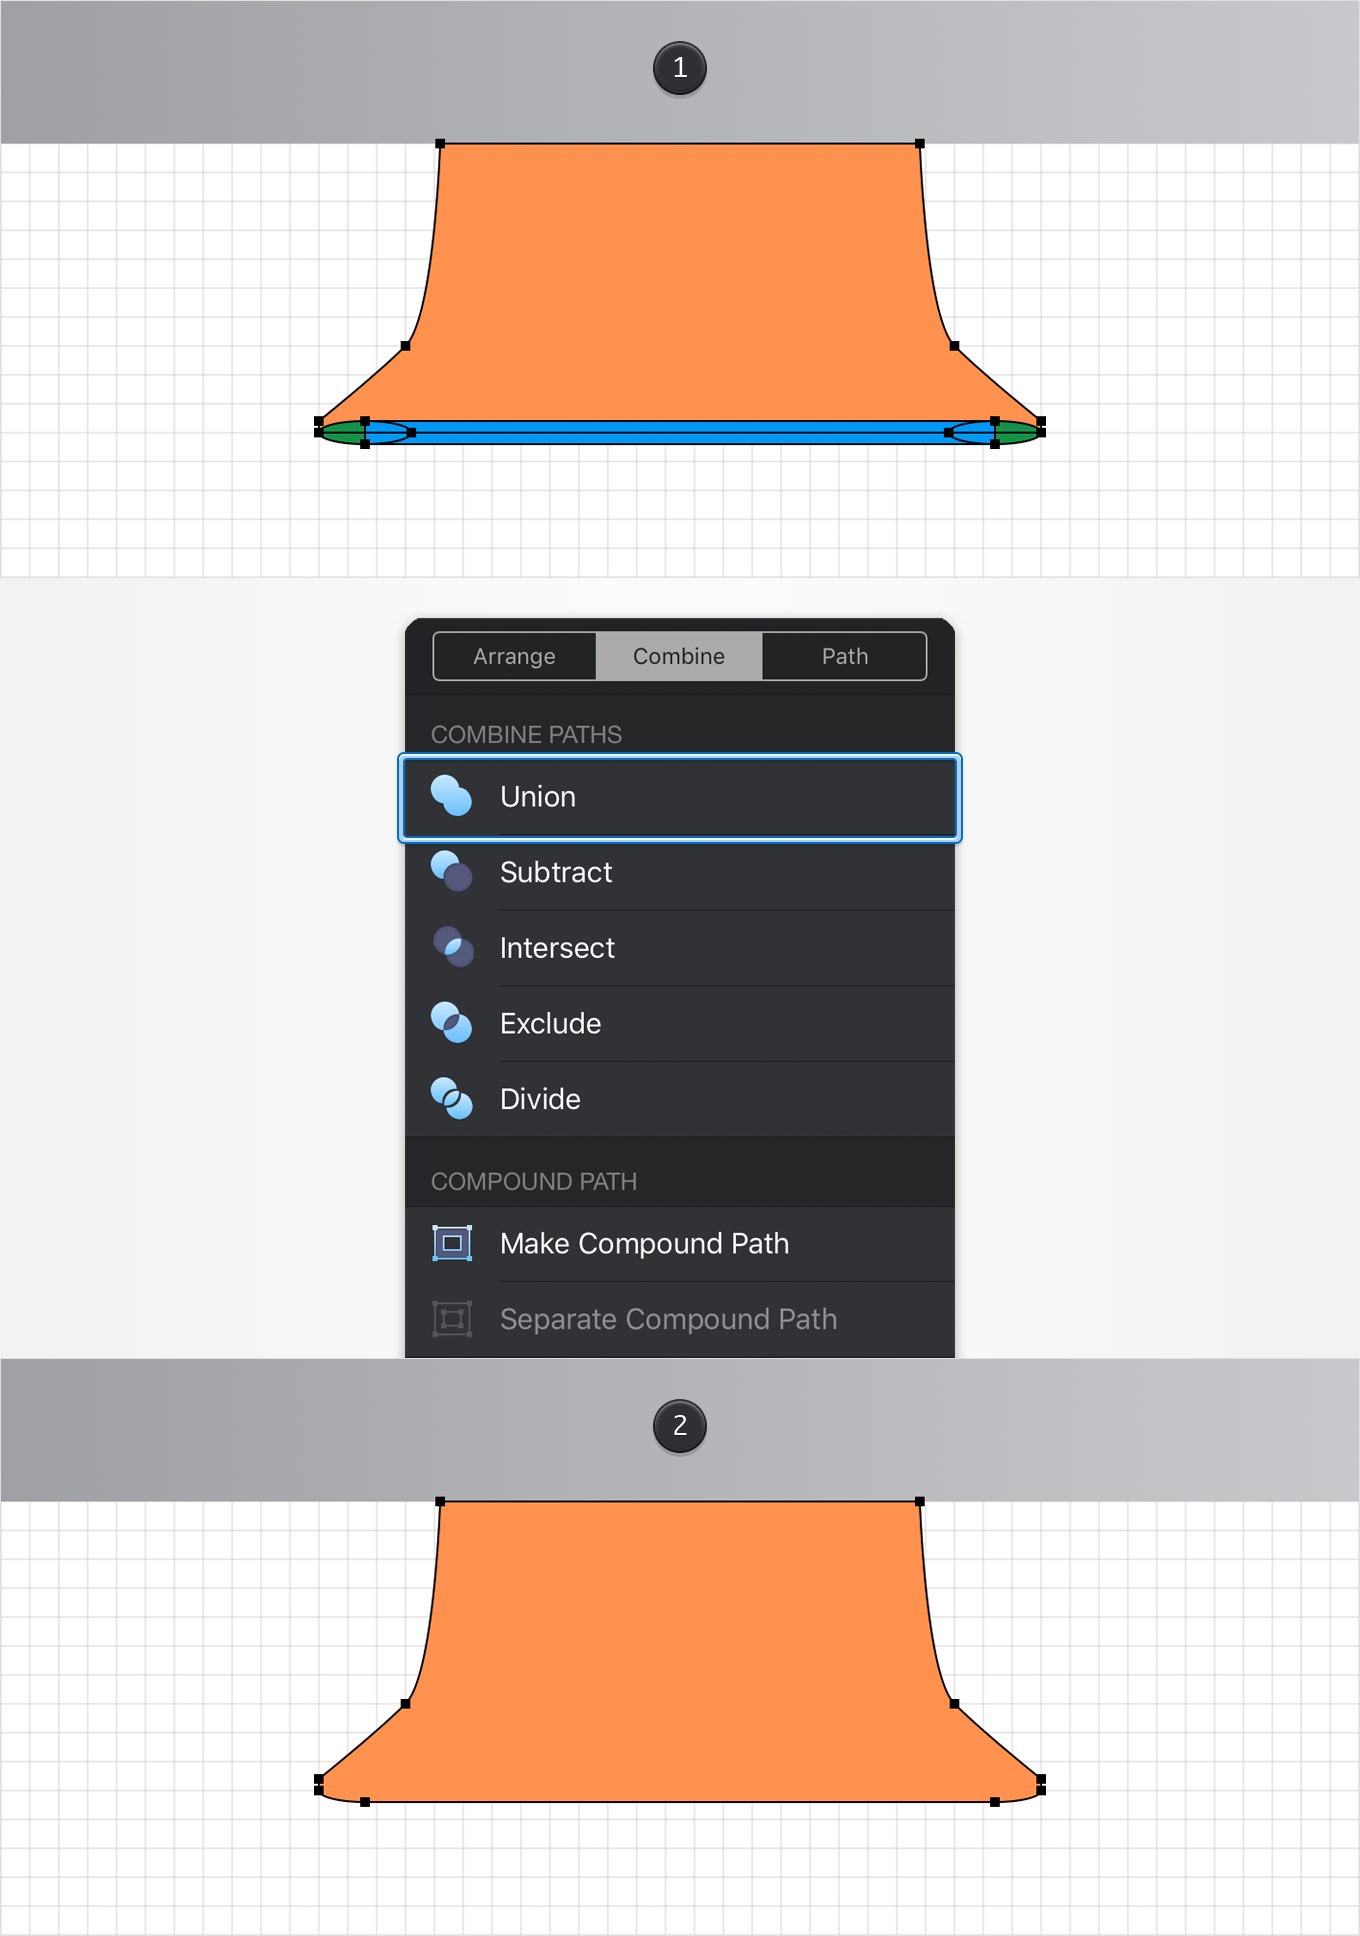 1
Arrange Combine Path
COMBINE PATHS
Union
Subtract
Intersect
Exclude
Divide
COMPOUND PATH
Make Compound Path
Separate Compound Path
2